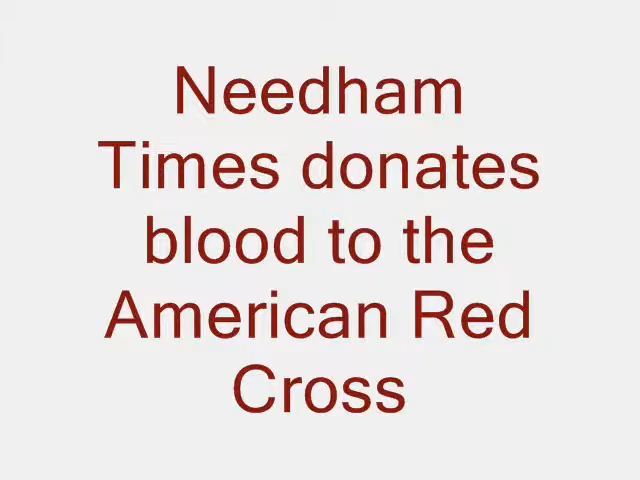 Needham
Times donates
blood to the
American Red
Cross